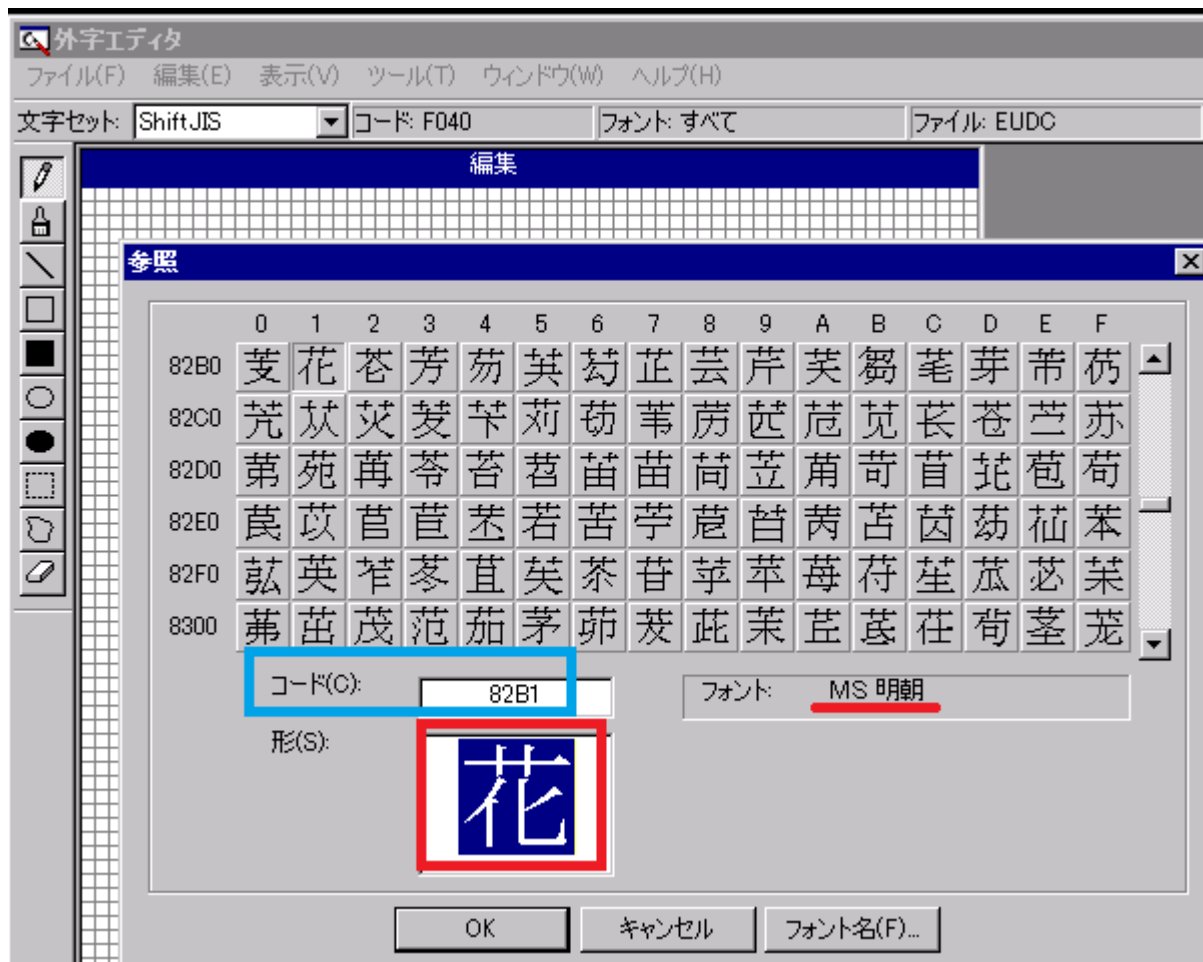 外字エディタ
ファイル(F) 編集(E) 表示(V) ツール(T) ウィンドウ(W) ヘルプ(H)
文字セット: ShiftJIS コード: F040 フォント: すべて ファイル: EUDC
編集
参照
0 1 2 3 4 5 6 7 8 9 A B C D E F
82B0 芰 花 芲 芳 芴 芵 芶 芷 芸 芹 芺 芻 芼 芽 芾 芿
82C0 苀 苁 苂 苃 苄 苅 苆 苇 苈 苉 苊 苋 苌 苍 苎 苏
82D0 苐 苑 苒 苓 苔 苕 苖 苗 苘 苙 苚 苛 苜 苝 苞 苟
82E0 苠 苡 苢 苣 苤 若 苦 苧 苨 苩 苪 苫 苬 苭 苮 苯
82F0 苰 英 苲 苳 苴 苵 苶 苷 苸 苹 苺 苻 苼 苽 苾 苿
8300 茀 茁 茂 范 茄 茅 茆 茇 茈 茉 茊 茋 茌 茍 茎 茏
コード(C): 82B1 フォント: MS 明朝
形(S): 花
OK キャンセル フォント名(F)...